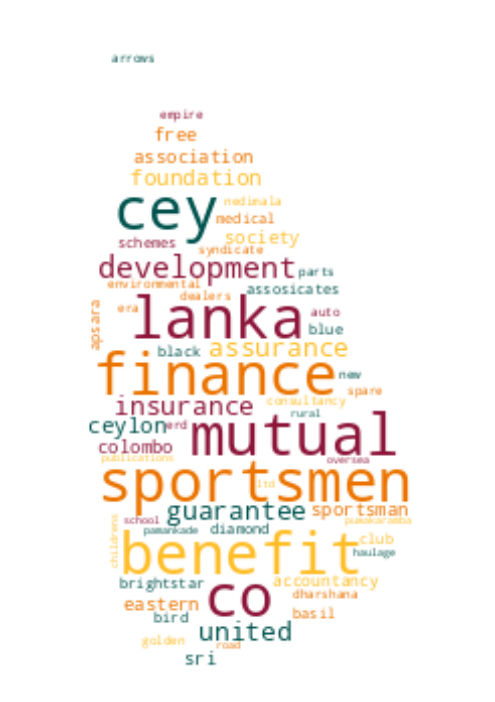 arrows
empire
free
association
foundation
cey
nedimala
medical
society
schemes
syndicate
development
parts
environmental
assosicates
dealers
apsara
era
lanka
auto
blue
black
assurance
finance
new
spare
insurance
consultancy
rural
ceylon
erd
mutual
colombo
publications
oversea
sportsmen
ltd
guarantee
sportsman
school
pumakaramba
childrens
pamankade
diamond
benefit
club
haulage
brightstar
accountancy
co
dharshana
eastern
basil
bird
united
golden
road
sri